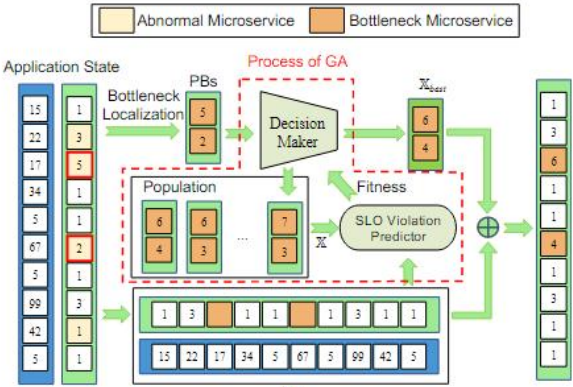 Abnormal Microservice
Bottleneck Microservice
Application State
15
22
17
34
5
67
5
99
42
5
1
3
5
1
1
2
1
3
1
1
Bottleneck
Localization
PBs
5
2
Process of GA
Decision
Maker
𝕏best
6
4
Population
6
4
6
3
...
7
3
𝕏
Fitness
SLO Violation
Predictor
1 3 1 1 1 3 1 1
15 22 17 34 5 67 5 99 42 5
1
3
6
1
1
4
1
3
1
1